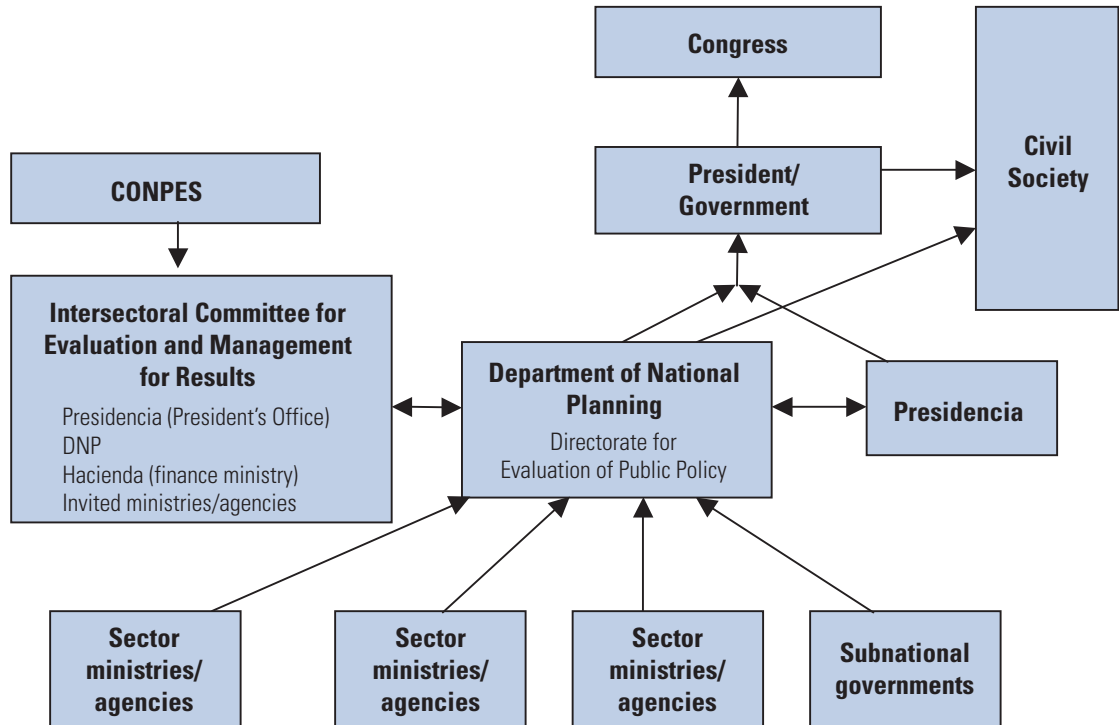 Congress
President/
Government
Civil
Society
CONPES
Intersectoral Committee for
Evaluation and Management
for Results
Presidencia (President’s Office)
DNP
Hacienda (finance ministry)
Invited ministries/agencies
Department of National
Planning
Directorate for
Evaluation of Public Policy
Presidencia
Sector
ministries/
agencies
Sector
ministries/
agencies
Sector
ministries/
agencies
Subnational
governments